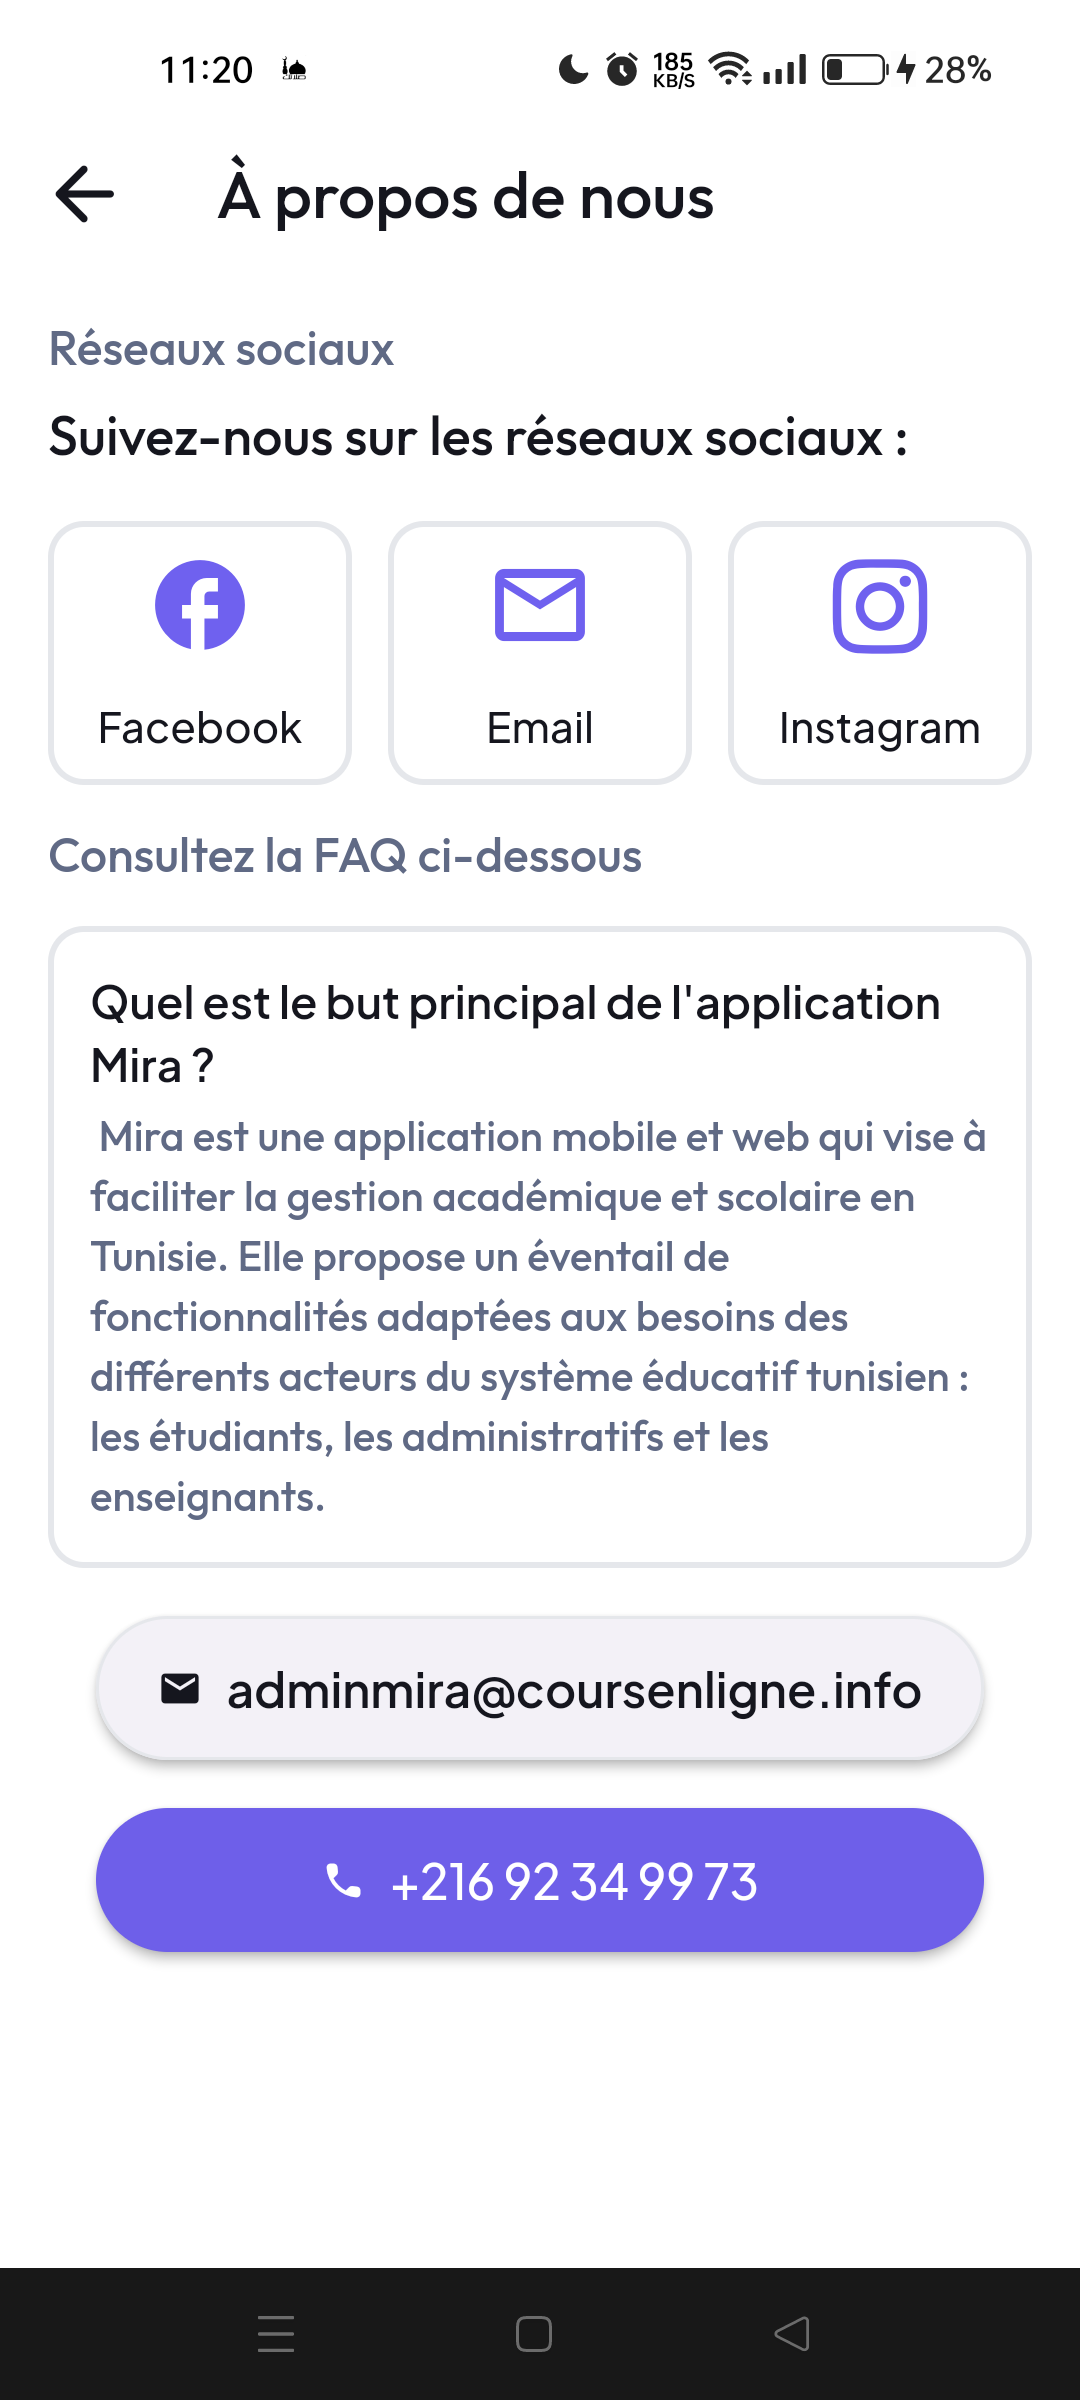 11:20 185 KB/S 28%
À propos de nous
Réseaux sociaux
Suivez-nous sur les réseaux sociaux :
Facebook Email Instagram
Consultez la FAQ ci-dessous
Quel est le but principal de l'application
Mira ?
Mira est une application mobile et web qui vise à
faciliter la gestion académique et scolaire en
Tunisie. Elle propose un éventail de
fonctionnalités adaptées aux besoins des
différents acteurs du système éducatif tunisien :
les étudiants, les administratifs et les
enseignants.
adminmira@coursenligne.info
+216 92 34 99 73